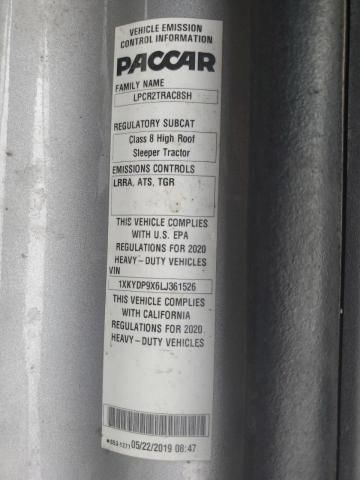 VEHICLE EMISSION
CONTROL INFORMATION
PACCAR
FAMILY NAME
LPCR2TRAC8SH
REGULATORY SUBCAT
Class 8 High Roof
Sleeper Tractor
EMISSIONS CONTROLS
LRRA, ATS, TGR
THIS VEHICLE COMPLIES
WITH U.S. EPA
REGULATIONS FOR 2020
HEAVY- DUTY VEHICLES
VIN
1XKYDP9X6LJ361526
THIS VEHICLE COMPLIES
WITH CALIFORNIA
REGULATIONS FOR 2020
HEAVY- DUTY VEHICLES
05/22/2019 08:47